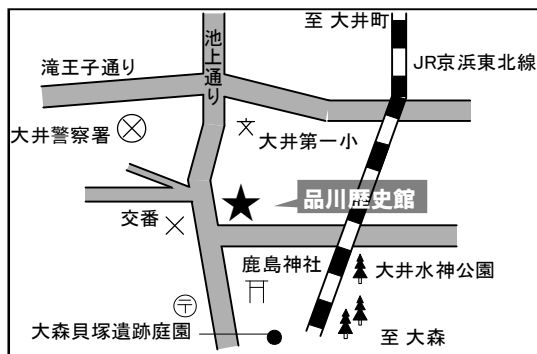 至 大井町
池上通り
滝王子通り
JR京浜東北線
大井警察署
大井第一小
品川歴史館
交番
鹿島神社
大井水神公園
大森貝塚遺跡庭園
至 大森